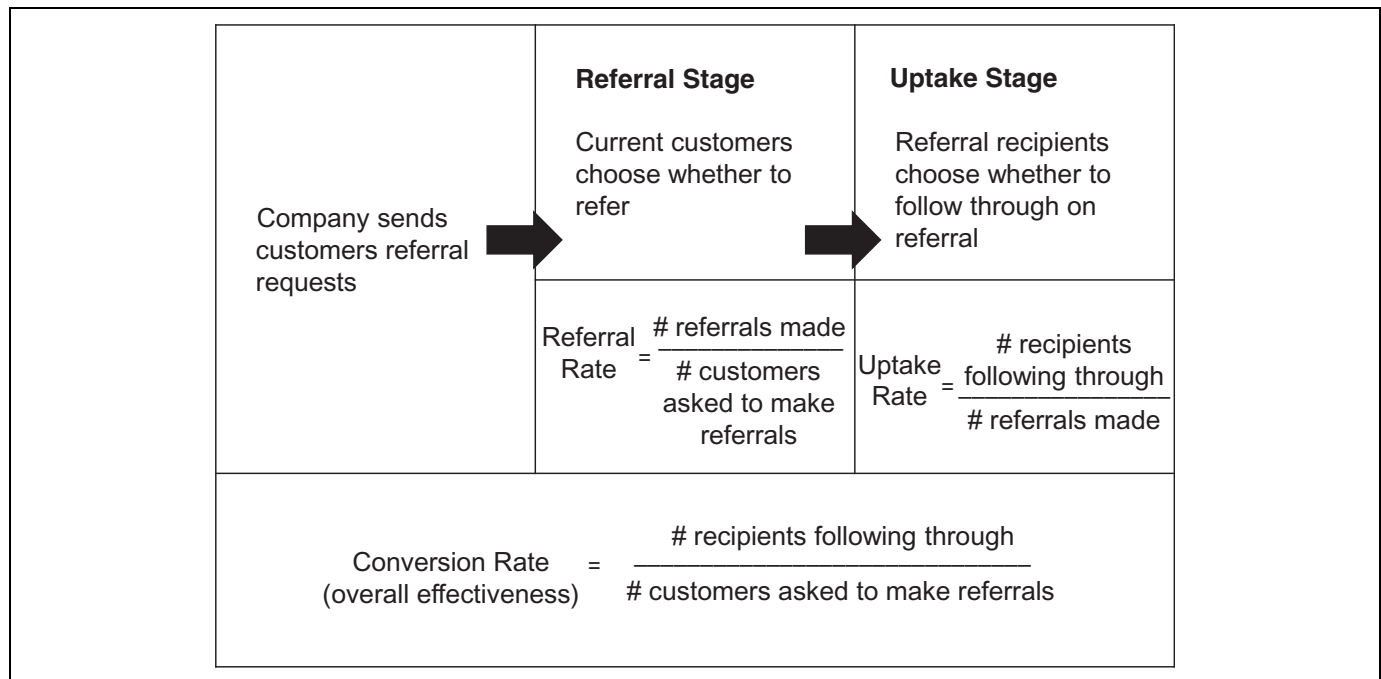 Company sends
customers referral
requests
Referral Stage
Current customers
choose whether to
refer
Uptake Stage
Referral recipients
choose whether to
follow through on
referral
Referral
Rate
=
# referrals made
# customers
asked to make
referrals
Uptake
Rate
=
# recipients
following through
# referrals made
Conversion Rate
(overall effectiveness)
=
# recipients following through
# customers asked to make referrals